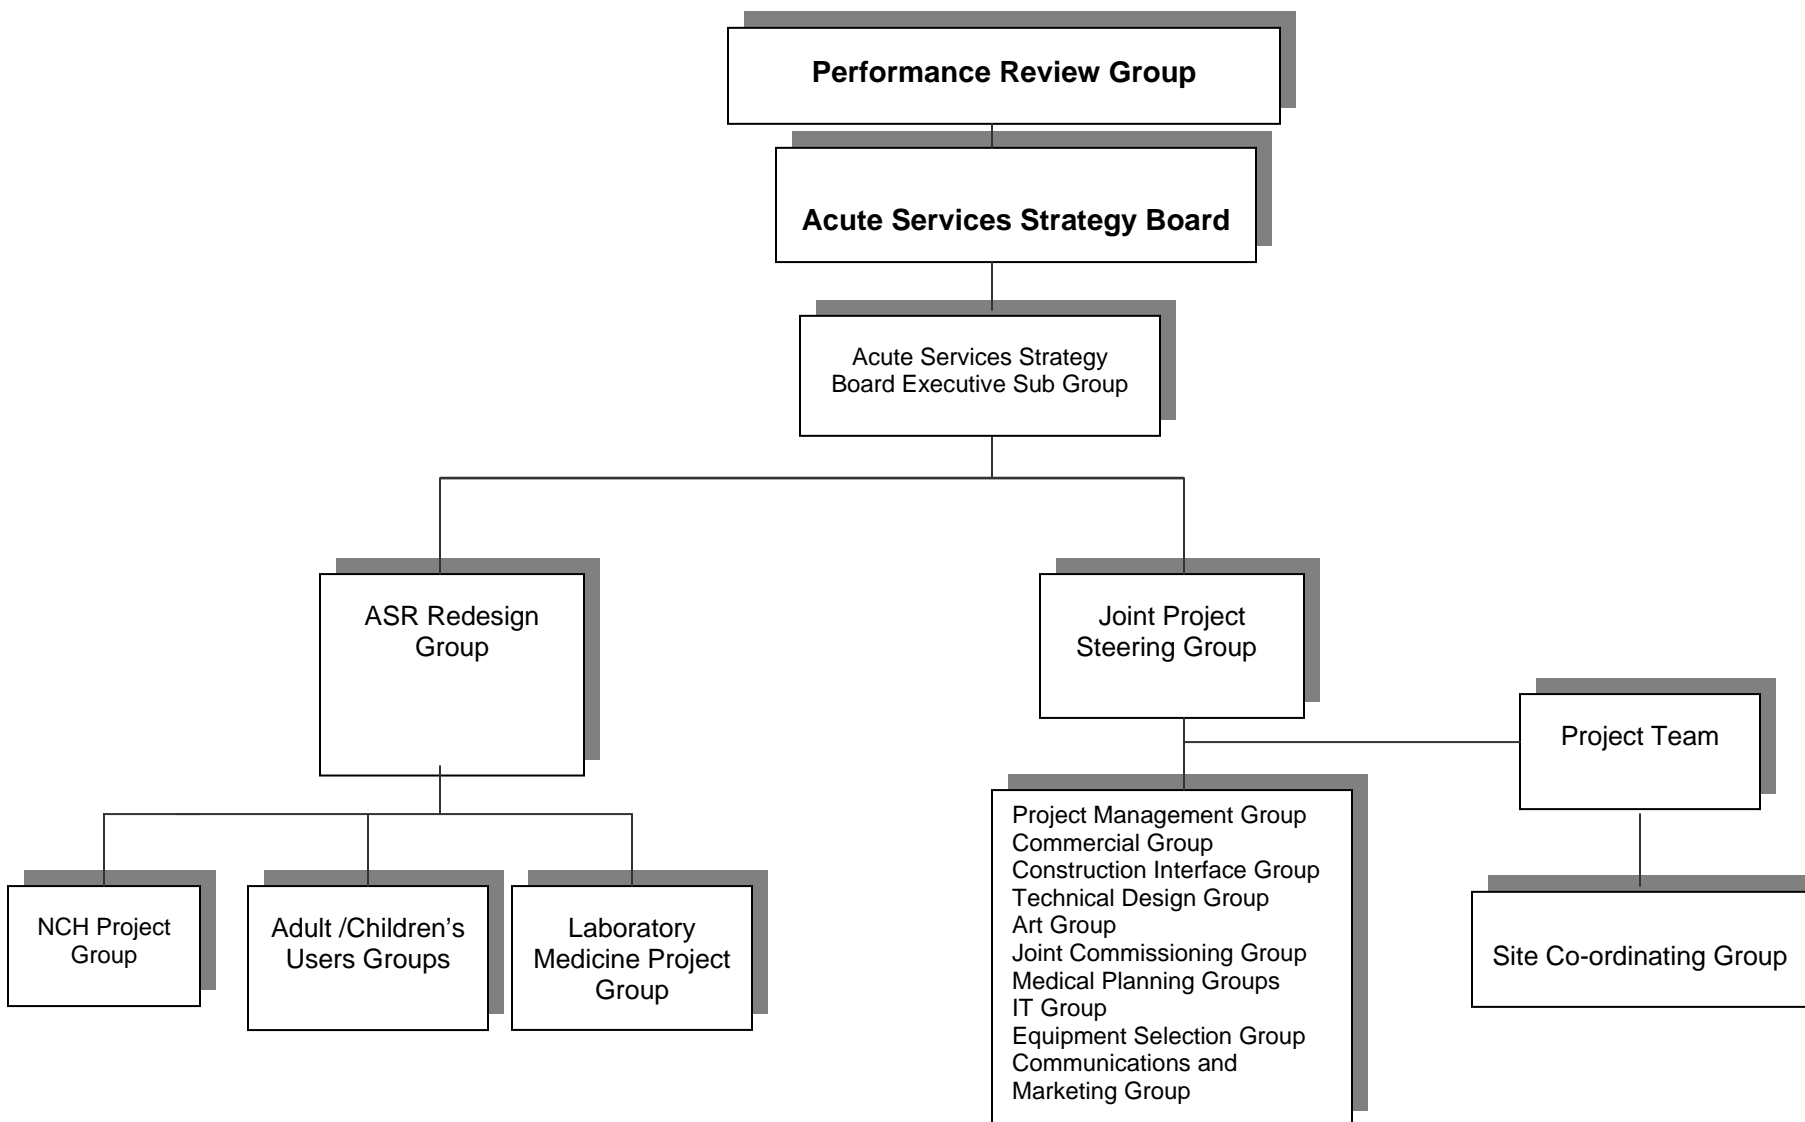 Performance Review Group
Acute Services Strategy Board
Acute Services Strategy
Board Executive Sub Group
ASR Redesign
Group
Joint Project
Steering Group
Project Team
NCH Project
Group
Adult /Children’s
Users Groups
Laboratory
Medicine Project
Group
Project Management Group
Commercial Group
Construction Interface Group
Technical Design Group
Art Group
Joint Commissioning Group
Medical Planning Groups
IT Group
Equipment Selection Group
Communications and
Marketing Group
Site Co-ordinating Group